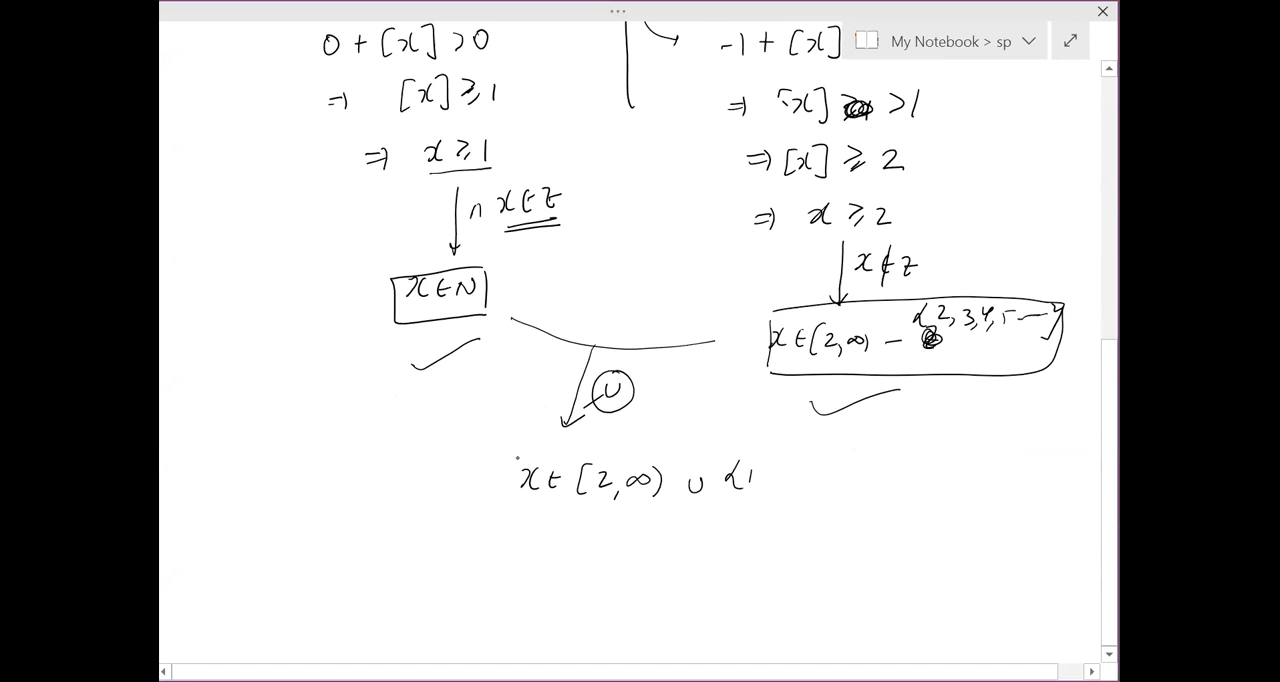 0 + [x] > 0
⇒ [x] ≥ 1
⇒ x ≥ 1
∩ x ∈ Z
x ∈ N
-1 + [x]
My Notebook > sp
⇒ [x] > 1
⇒ [x] ≥ 2
⇒ x ≥ 2
x ∉ Z
x ∈ [2, ∞) - {2, 3, 4, 5 — }
∪
x ∈ [2, ∞) ∪ {1